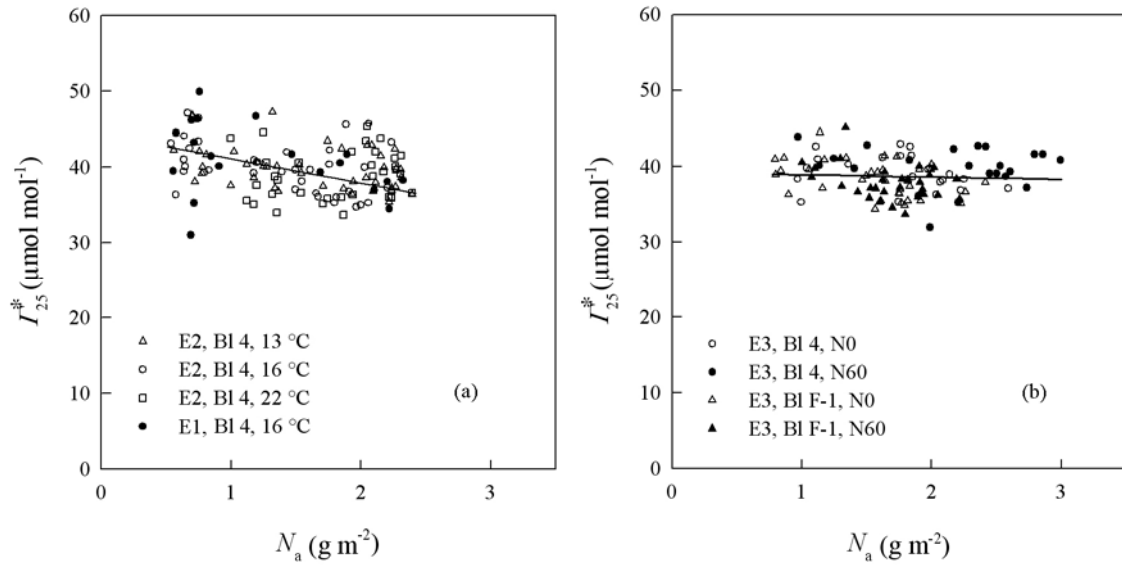 60
50
40
30
20
10
0
0
1
2
3
Γ*25 (μmol mol-1)
Na (g m-2)
E2, Bl 4, 13 °C
E2, Bl 4, 16 °C
E2, Bl 4, 22 °C
E1, Bl 4, 16 °C
(a)
60
50
40
30
20
10
0
0
1
2
3
Γ*25 (μmol mol-1)
Na (g m-2)
E3, Bl 4, N0
E3, Bl 4, N60
E3, Bl F-1, N0
E3, Bl F-1, N60
(b)